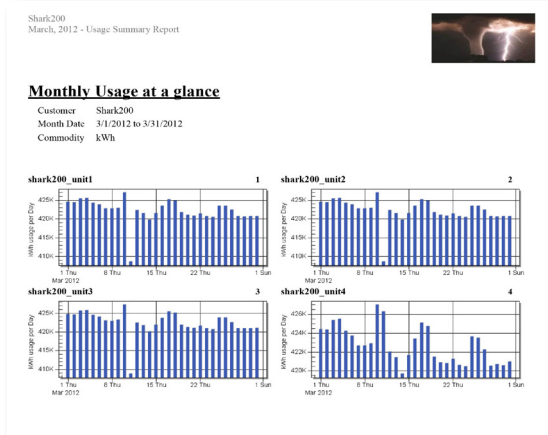 Shark200
March, 2012 - Usage Summary Report
Monthly Usage at a glance
Customer Shark200
Month Date 3/1/2012 to 3/31/2012
Commodity kWh
shark200_unit1 1
kWh usage per Day
425K
420K
415K
410K
1 Thu 8 Thu 15 Thu 22 Thu 1 Sun
Mar 2012
shark200_unit2 2
kWh usage per Day
425K
420K
415K
410K
1 Thu 8 Thu 15 Thu 22 Thu 1 Sun
Mar 2012
shark200_unit3 3
kWh usage per Day
425K
420K
415K
410K
1 Thu 8 Thu 15 Thu 22 Thu 1 Sun
Mar 2012
shark200_unit4 4
kWh usage per Day
426K
424K
422K
420K
1 Thu 8 Thu 15 Thu 22 Thu 1 Sun
Mar 2012